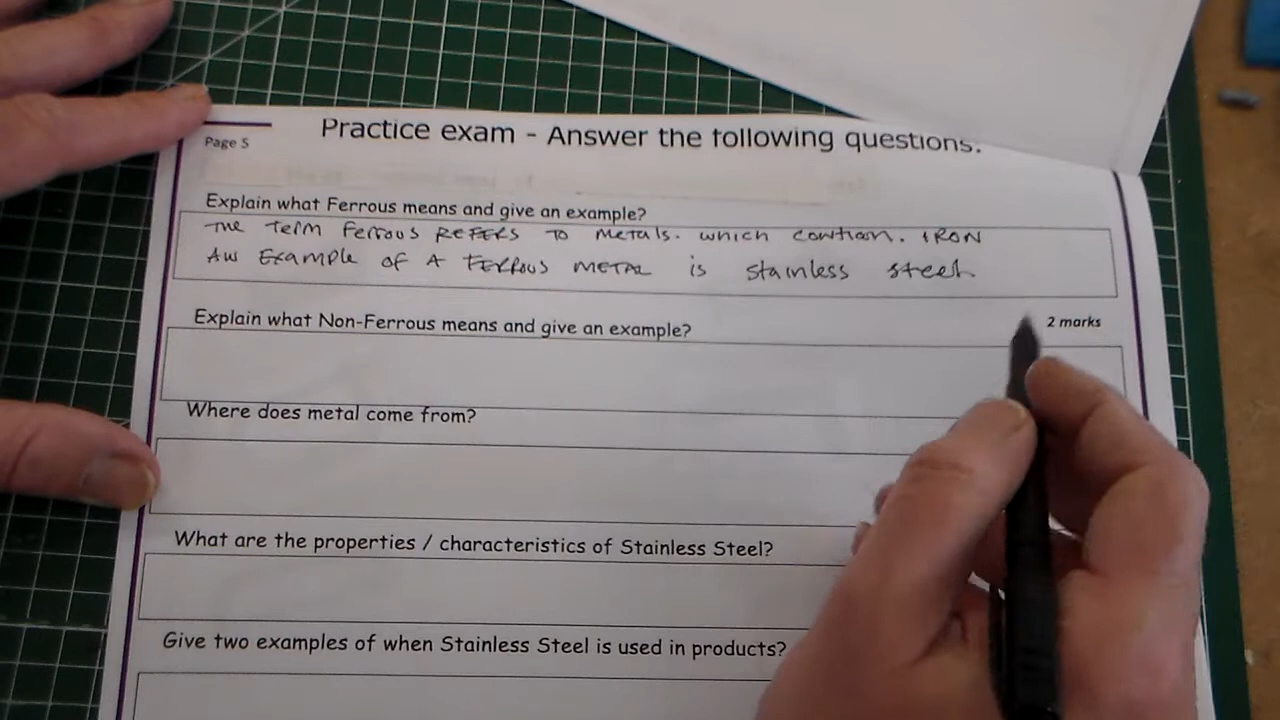 Practice exam - Answer the following questions.
Page 5
Explain what Ferrous means and give an example?
The Term Ferrous REFERS TO Metals. which contian. IRON
AN Example of A FERROUS METAL is Stainless Steel
Explain what Non-Ferrous means and give an example?
2 marks
Where does metal come from?
What are the properties / characteristics of Stainless Steel?
Give two examples of when Stainless Steel is used in products?